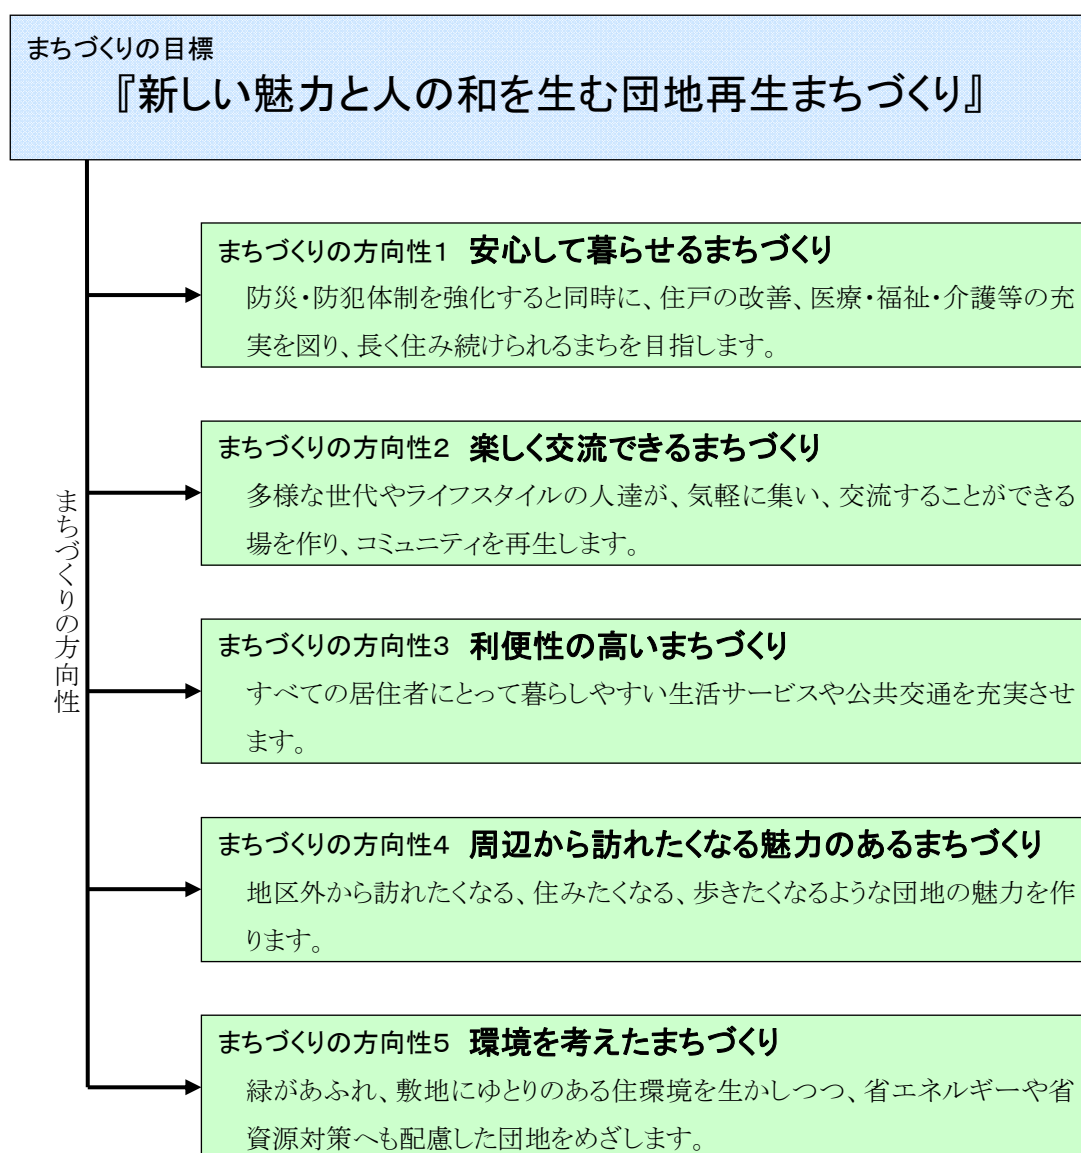 まちづくりの目標
『新しい魅力と人の和を生む団地再生まちづくり』
まちづくりの方向性
まちづくりの方向性1 安心して暮らせるまちづくり
防災・防犯体制を強化すると同時に、住戸の改善、医療・福祉・介護等の充
実を図り、長く住み続けられるまちを目指します。
まちづくりの方向性2 楽しく交流できるまちづくり
多様な世代やライフスタイルの人達が、気軽に集い、交流することができる
場を作り、コミュニティを再生します。
まちづくりの方向性3 利便性の高いまちづくり
すべての居住者にとって暮らしやすい生活サービスや公共交通を充実させ
ます。
まちづくりの方向性4 周辺から訪れたくなる魅力のあるまちづくり
地区外から訪れたくなる、住みたくなる、歩きたくなるような団地の魅力を作
ります。
まちづくりの方向性5 環境を考えたまちづくり
緑があふれ、敷地にゆとりのある住環境を生かしつつ、省エネルギーや省
資源対策へも配慮した団地をめざします。